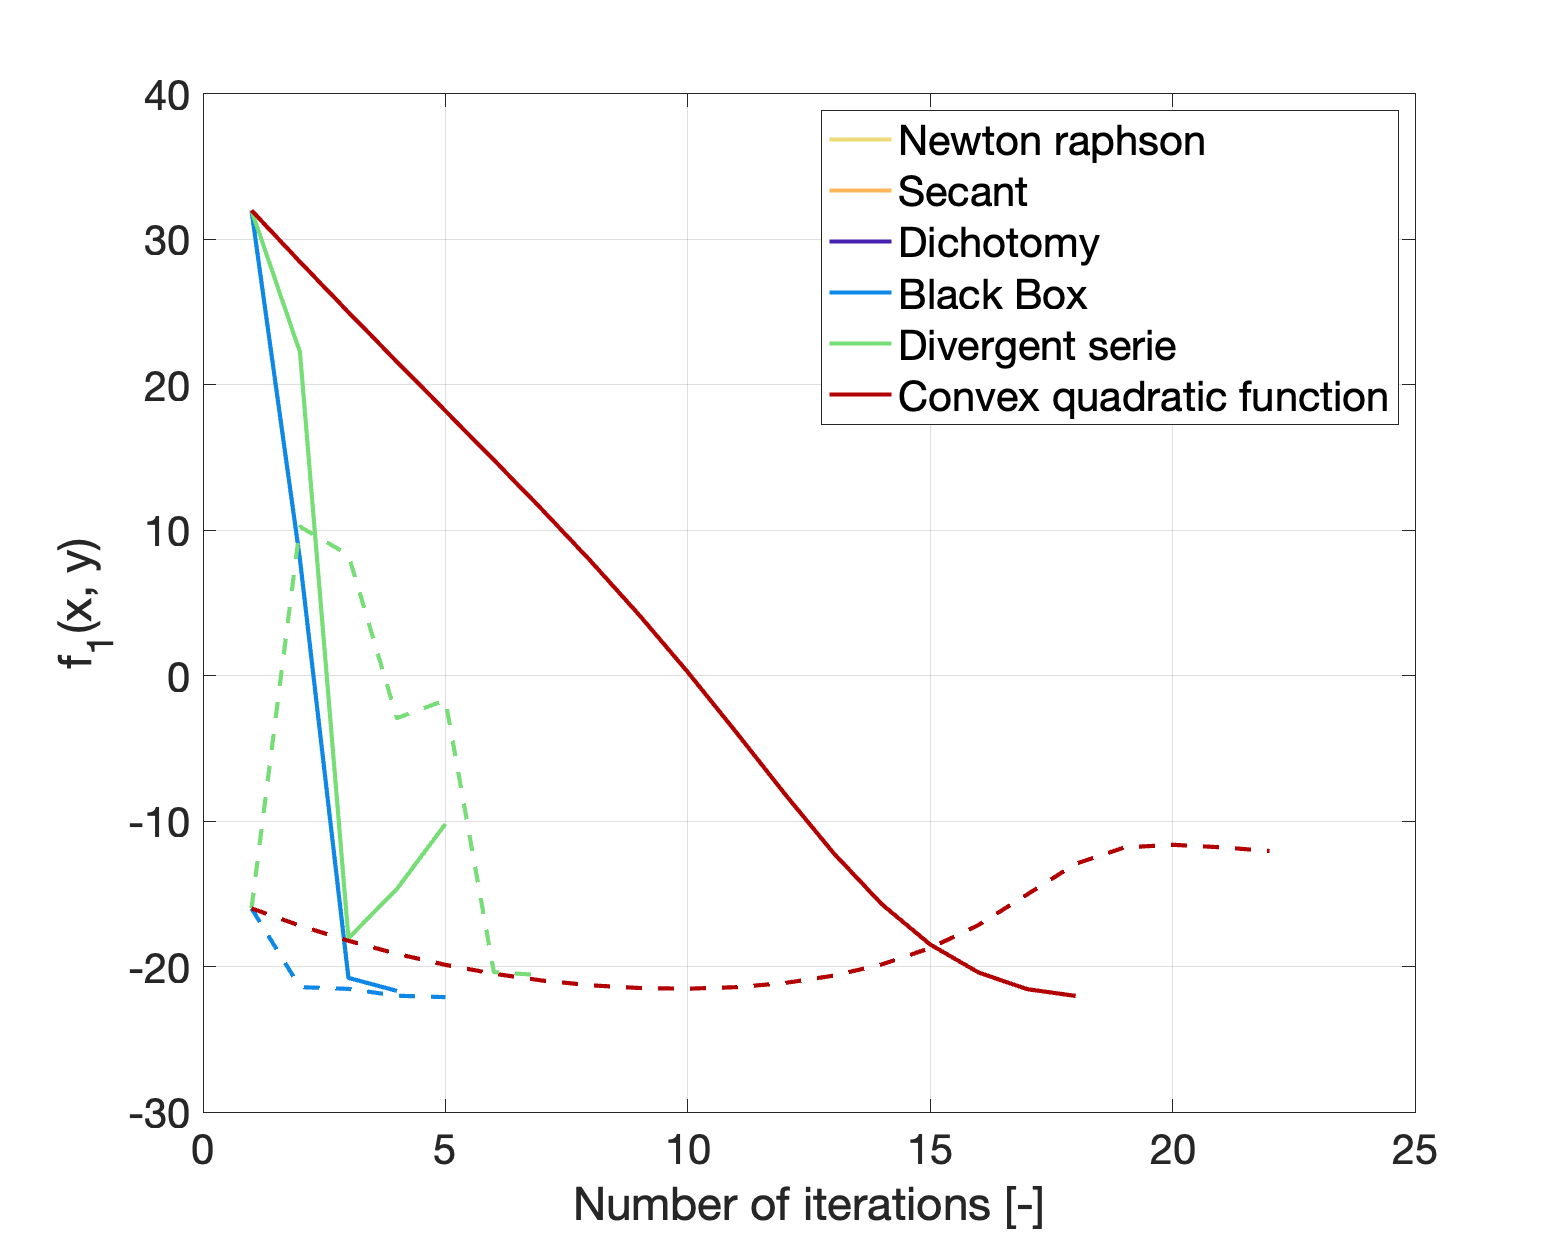 40
30
20
10
0
-10
-20
-30
f1(x, y)
Newton raphson
Secant
Dichotomy
Black Box
Divergent serie
Convex quadratic function
0 5 10 15 20 25
Number of iterations [-]